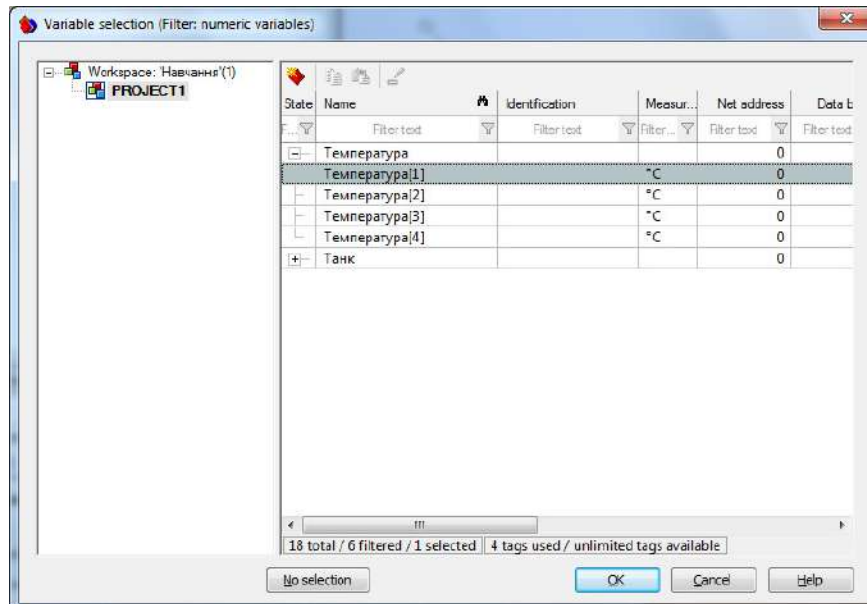 Variable selection (Filter: numeric variables)
Workspace: 'Навчання'(1)
PROJECT1
State Name Identification Measur... Net address Data b
F... Filter text Filter text Filter... Filter text Filter text
Температура 0
Температура[1] °C 0
Температура[2] °C 0
Температура[3] °C 0
Температура[4] °C 0
Танк 0
18 total / 6 filtered / 1 selected 4 tags used / unlimited tags available
No selection OK Cancel Help